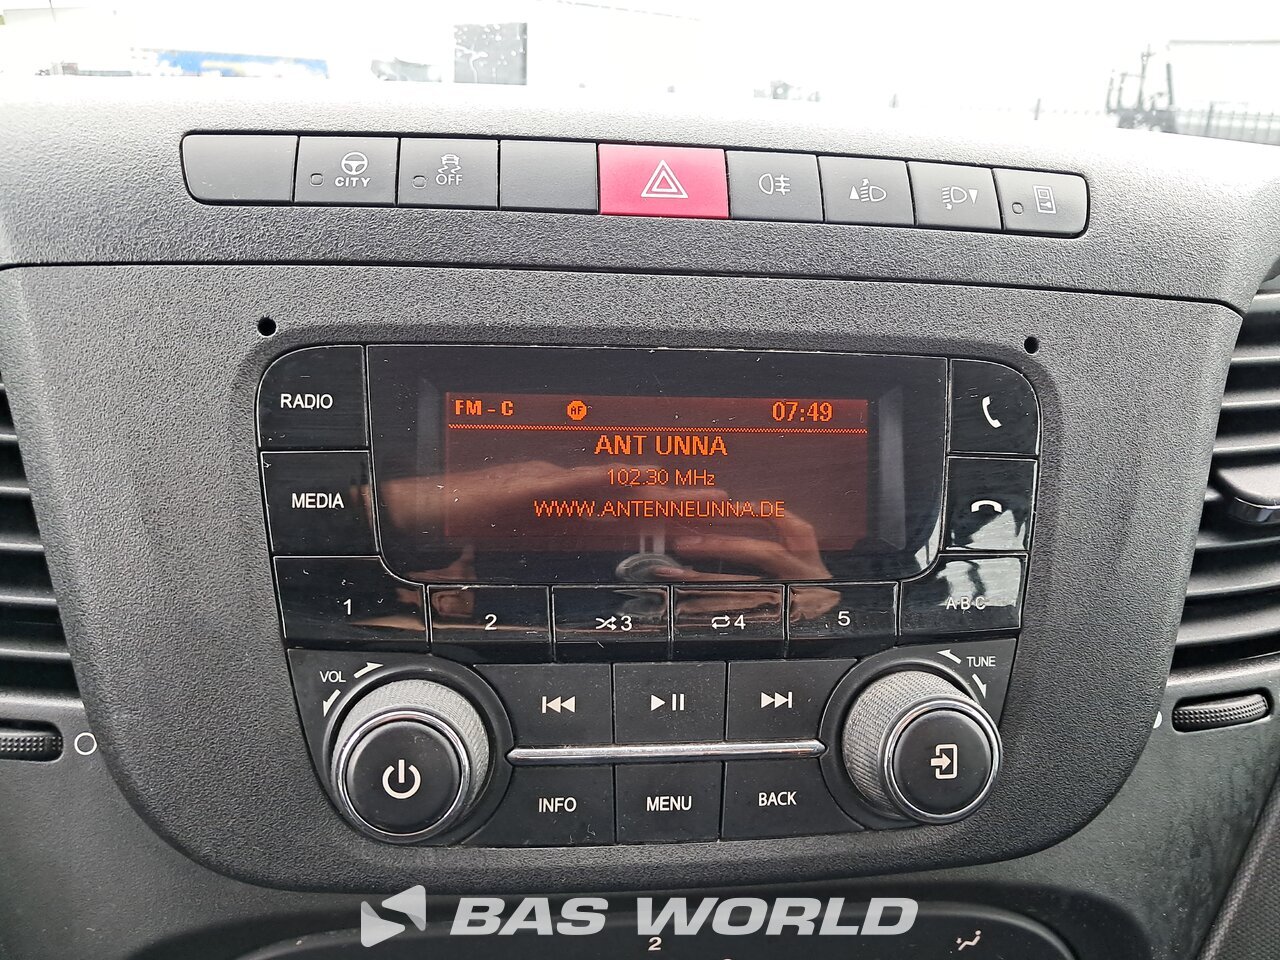 CITY
OFF
RADIO
MEDIA
FM - C AF 07:49
ANT UNNA
102.30 MHz
WWW.ANTENNEUNNA.DE
1 2 3 4 5 ABC
VOL
TUNE
INFO MENU BACK
BAS WORLD
2